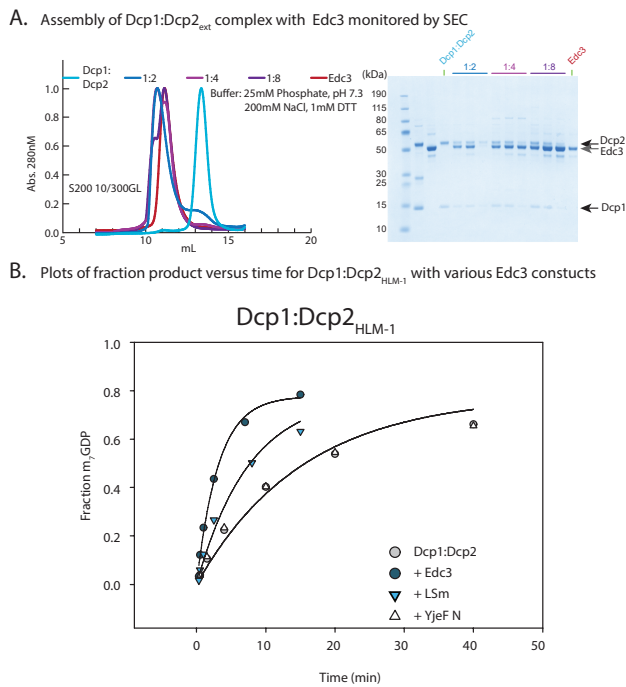 A. Assembly of Dcp1:Dcp2ext complex with Edc3 monitored by SEC
Dcp1:
Dcp2
1:2
1:4
1:8
Edc3
Buffer: 25mM Phosphate, pH 7.3
200mM NaCl, 1mM DTT
Abs. 280nM
1.0
0.8
0.6
0.4
0.2
0.0
S200 10/300GL
5
10
15
20
mL
(kDa)
Dcp1:Dcp2
1:2
1:4
1:8
Edc3
190
115
80
65
50
30
25
15
10
Dcp2
Edc3
Dcp1
B. Plots of fraction product versus time for Dcp1:Dcp2HLM-1 with various Edc3 constucts
Dcp1:Dcp2HLM-1
Fraction m7GDP
1.0
0.8
0.6
0.4
0.2
0.0
Dcp1:Dcp2
+ Edc3
+ LSm
+ YjeF N
0
10
20
30
40
50
Time (min)